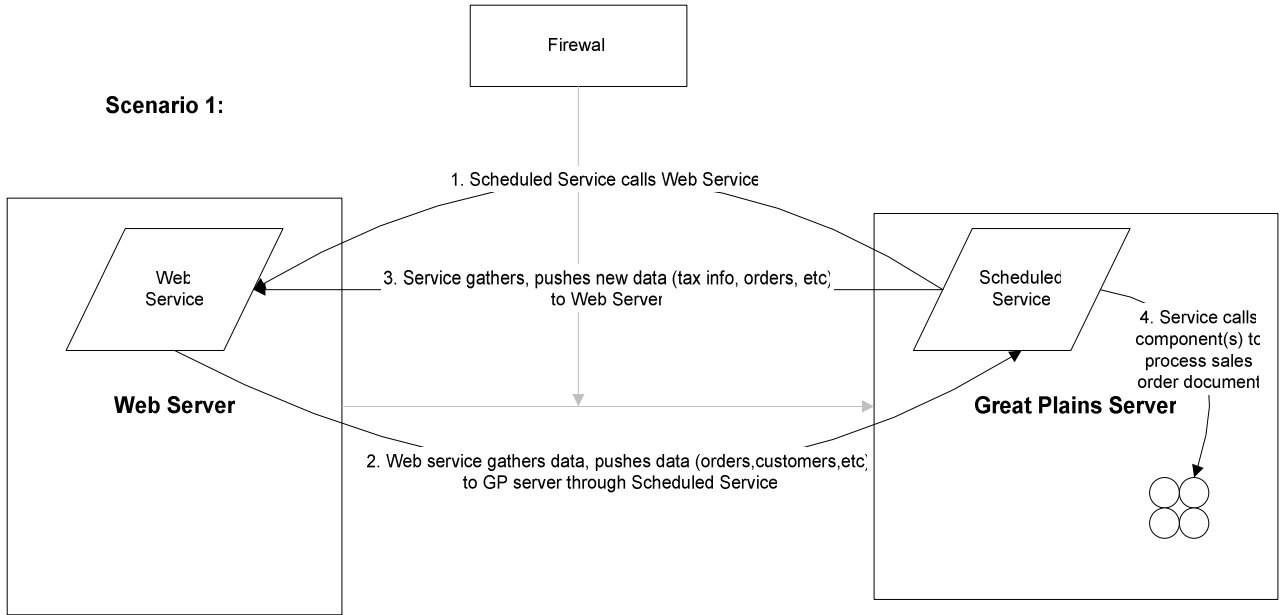 Firewal
Scenario 1:
1. Scheduled Service calls Web Service
Web
Service
3. Service gathers, pushes new data (tax info, orders, etc)
to Web Server
Scheduled
Service
4. Service calls
component(s) to
process sales
order document
Web Server
Great Plains Server
2. Web service gathers data, pushes data (orders,customers,etc)
to GP server through Scheduled Service